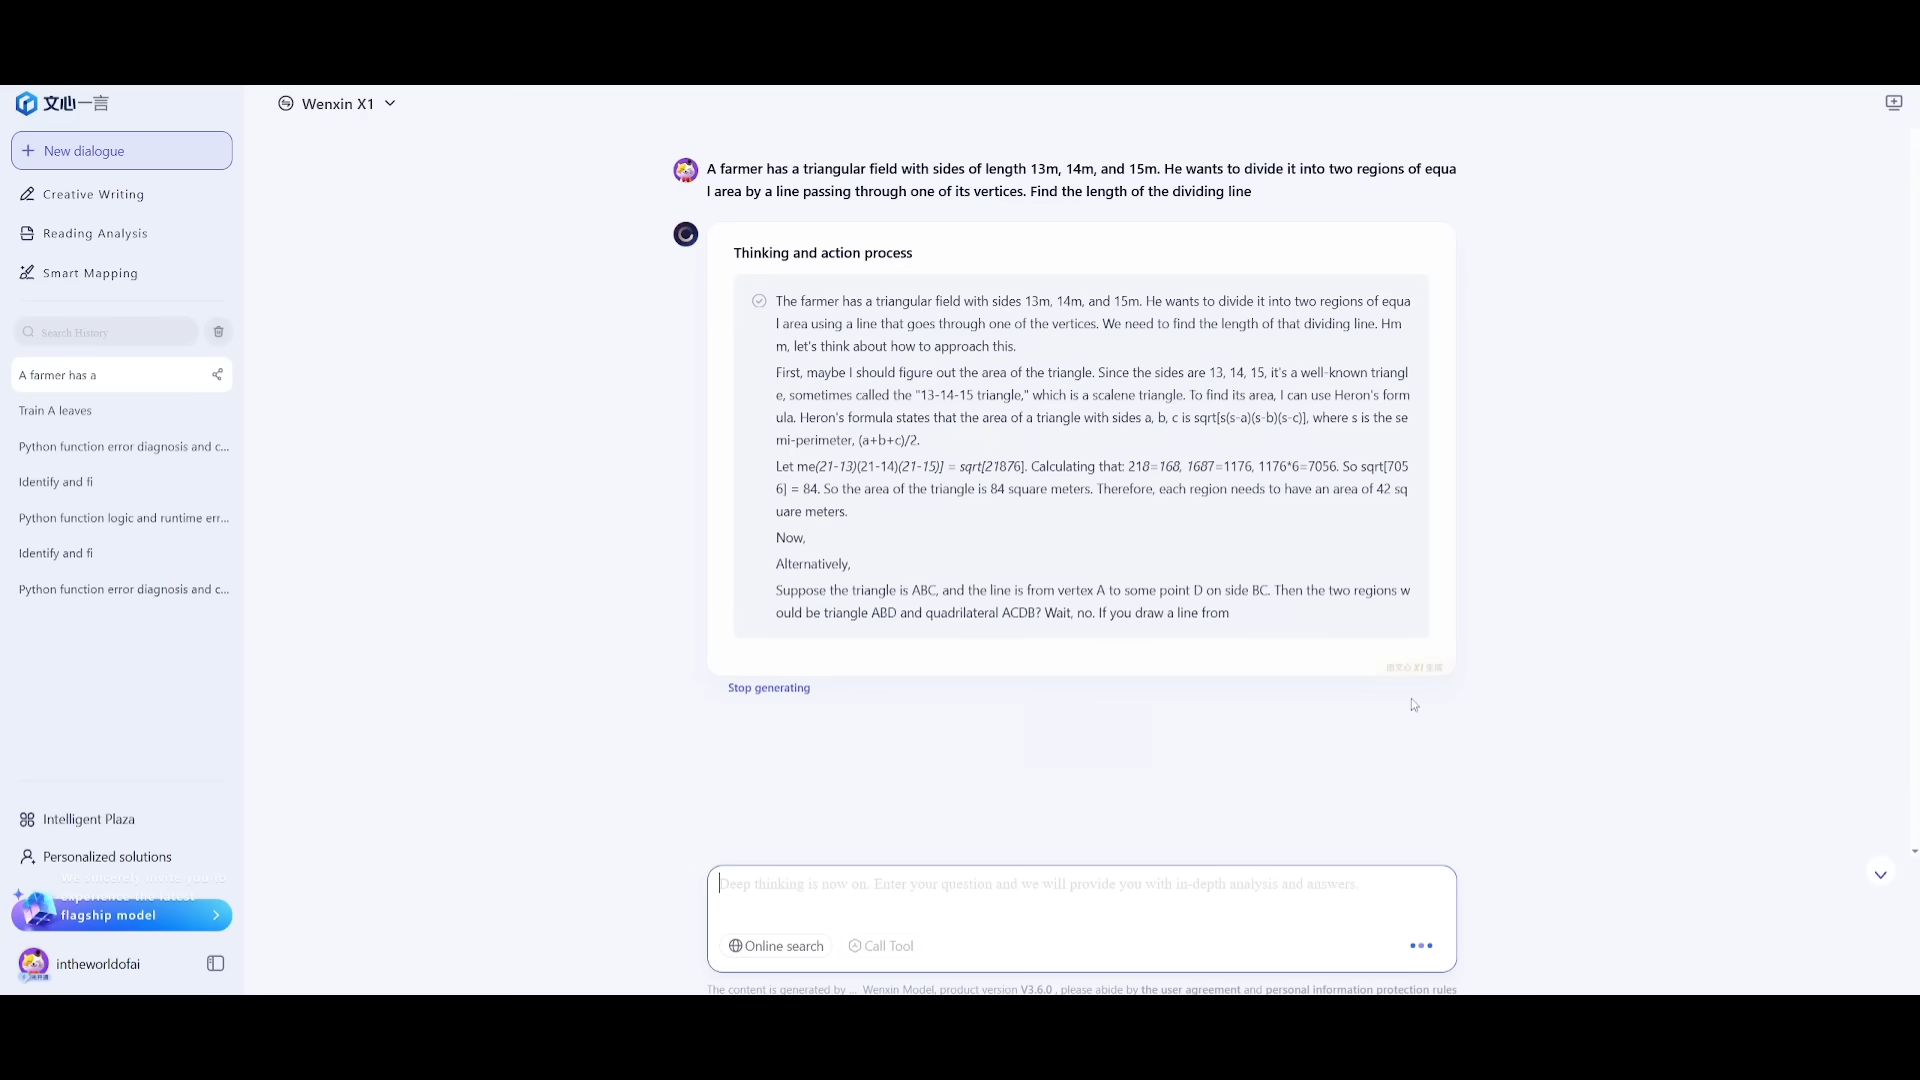 文心一言
Wenxin X1
New dialogue
Creative Writing
Reading Analysis
Smart Mapping
Search History
A farmer has a
Train A leaves
Python function error diagnosis and c...
Identify and fi
Python function logic and runtime err...
Identify and fi
Python function error diagnosis and c...
Intelligent Plaza
Personalized solutions
We sincerely invite you to
experience the latest
flagship model
intheworldofai
A farmer has a triangular field with sides of length 13m, 14m, and 15m. He wants to divide it into two regions of equa
l area by a line passing through one of its vertices. Find the length of the dividing line
Thinking and action process
The farmer has a triangular field with sides 13m, 14m, and 15m. He wants to divide it into two regions of equa
l area using a line that goes through one of the vertices. We need to find the length of that dividing line. Hm
m, let's think about how to approach this.
First, maybe I should figure out the area of the triangle. Since the sides are 13, 14, 15, it's a well-known triangl
e, sometimes called the "13-14-15 triangle," which is a scalene triangle. To find its area, I can use Heron's form
ula. Heron's formula states that the area of a triangle with sides a, b, c is sqrt[s(s-a)(s-b)(s-c)], where s is the se
mi-perimeter, (a+b+c)/2.
Let me(21-13)(21-14)(21-15)] = sqrt[21876]. Calculating that: 218=168, 1687=1176, 1176*6=7056. So sqrt[705
6] = 84. So the area of the triangle is 84 square meters. Therefore, each region needs to have an area of 42 sq
uare meters.
Now,
Alternatively,
Suppose the triangle is ABC, and the line is from vertex A to some point D on side BC. Then the two regions w
ould be triangle ABD and quadrilateral ACDB? Wait, no. If you draw a line from
由文心X1生成
Stop generating
Deep thinking is now on. Enter your question and we will provide you with in-depth analysis and answers.
Online search
Call Tool
The content is generated by ... Wenxin Model, product version V3.6.0 , please abide by the user agreement and personal information protection rules